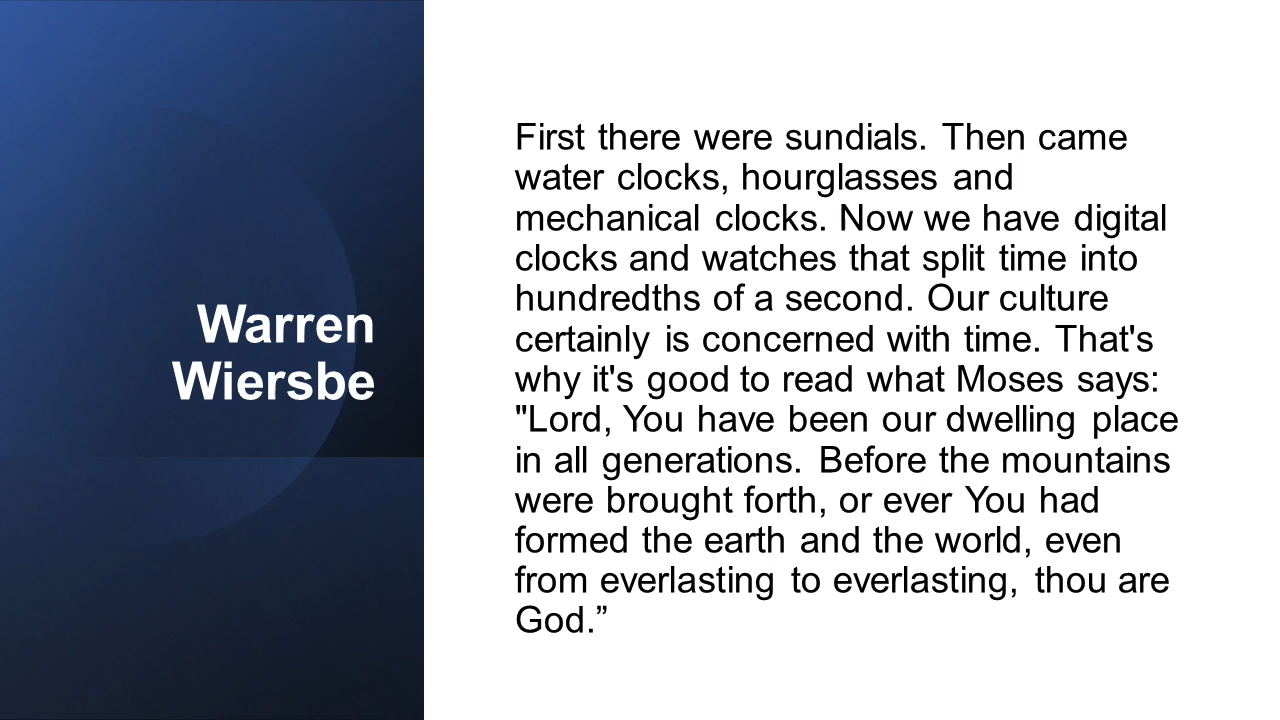 Warren
Wiersbe
First there were sundials. Then came
water clocks, hourglasses and
mechanical clocks. Now we have digital
clocks and watches that split time into
hundredths of a second. Our culture
certainly is concerned with time. That's
why it's good to read what Moses says:
"Lord, You have been our dwelling place
in all generations. Before the mountains
were brought forth, or ever You had
formed the earth and the world, even
from everlasting to everlasting, thou are
God.”